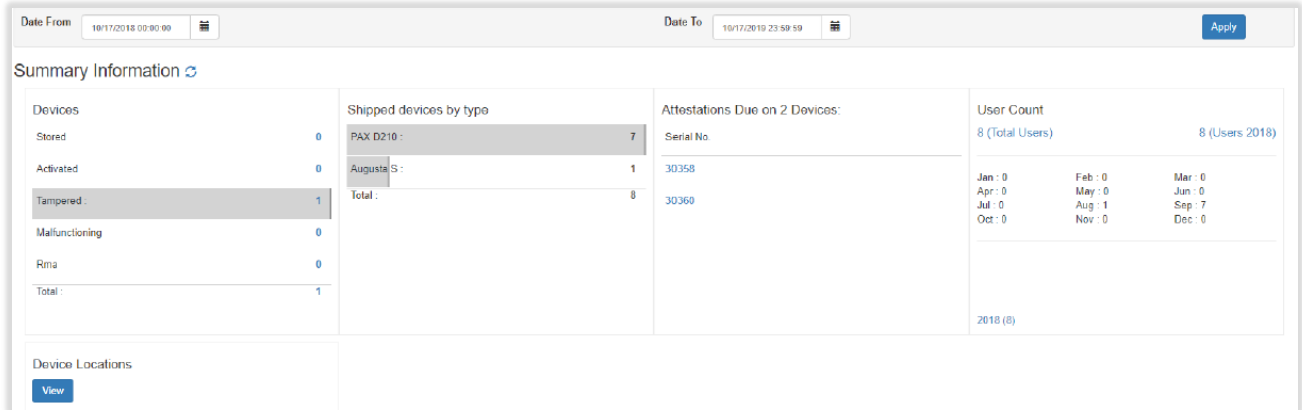 Date From 10/17/2018 00:00:00 Date To 10/17/2019 23:59:59 Apply
Summary Information
Devices
Stored 0
Activated 0
Tampered : 1
Malfunctioning 0
Rma 0
Total : 1
Shipped devices by type
PAX D210 : 7
Augusta S : 1
Total : 8
Attestations Due on 2 Devices:
Serial No.
30358
30360
User Count
8 (Total Users) 8 (Users 2018)
Jan : 0 Feb : 0 Mar : 0
Apr : 0 May : 0 Jun : 0
Jul : 0 Aug : 1 Sep : 7
Oct : 0 Nov : 0 Dec : 0
2018 (8)
Device Locations
View